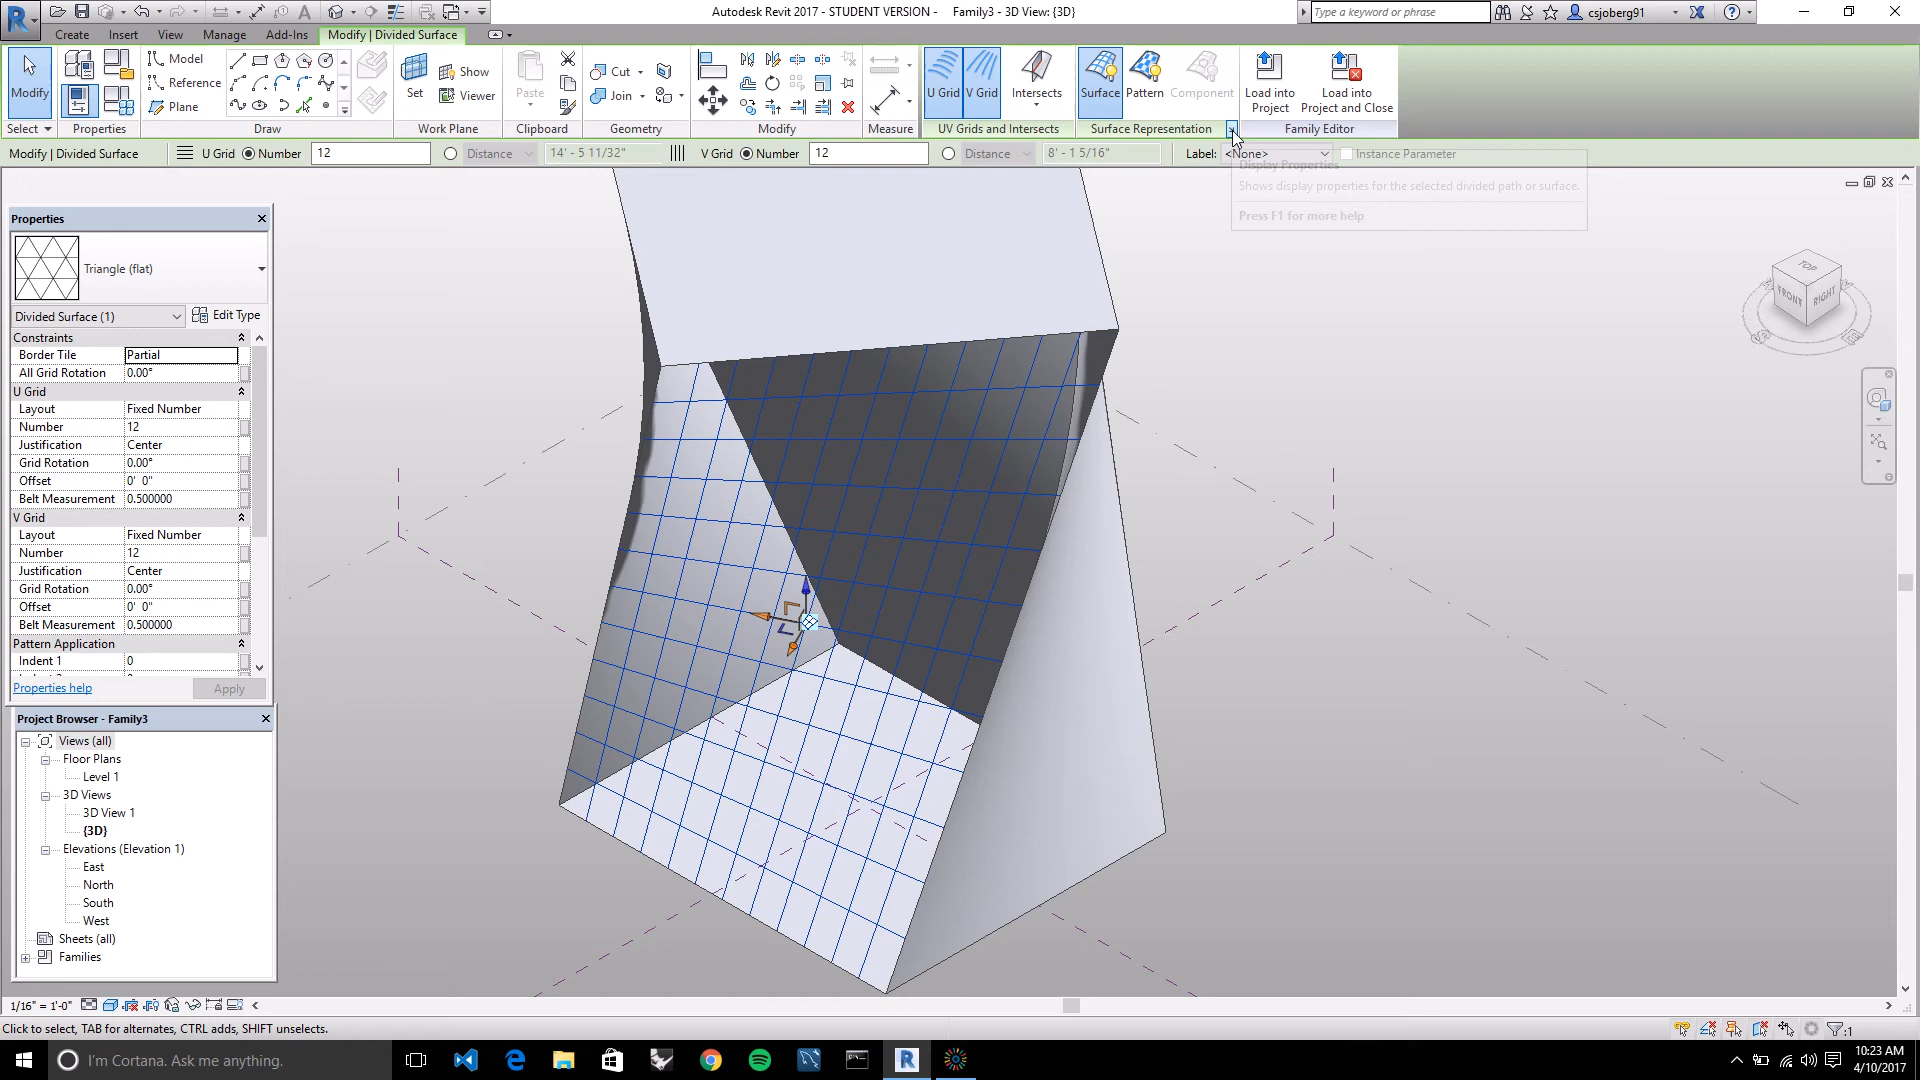 Autodesk Revit 2017 - STUDENT VERSION - Family3 - 3D View: {3D}
Type a keyword or phrase
csjoberg91
Create Insert View Manage Add-Ins Modify | Divided Surface
Modify
Select
Properties
Model
Reference
Plane
Draw
Set
Show
Viewer
Work Plane
Paste
Clipboard
Cut
Join
Geometry
Modify
Measure
U Grid V Grid Intersects
UV Grids and Intersects
Surface Pattern Component
Surface Representation
Load into Project
Load into Project and Close
Family Editor
Modify | Divided Surface U Grid Number 12 Distance 14' - 5 11/32" V Grid Number 12 Distance 8' - 1 5/16" Label: <None> Instance Parameter
Display Properties
Shows display properties for the selected divided path or surface.
Press F1 for more help
TOP
FRONT RIGHT
Properties
Triangle (flat)
Divided Surface (1) Edit Type
Constraints
Border Tile Partial
All Grid Rotation 0.00°
U Grid
Layout Fixed Number
Number 12
Justification Center
Grid Rotation 0.00°
Offset 0' 0"
Belt Measurement 0.500000
V Grid
Layout Fixed Number
Number 12
Justification Center
Grid Rotation 0.00°
Offset 0' 0"
Belt Measurement 0.500000
Pattern Application
Indent 1 0
Properties help Apply
Project Browser - Family3
Views (all)
Floor Plans
Level 1
3D Views
3D View 1
{3D}
Elevations (Elevation 1)
East
North
South
West
Sheets (all)
Families
1/16" = 1'-0"
Click to select, TAB for alternates, CTRL adds, SHIFT unselects.
:1
I'm Cortana. Ask me anything.
10:23 AM
4/10/2017